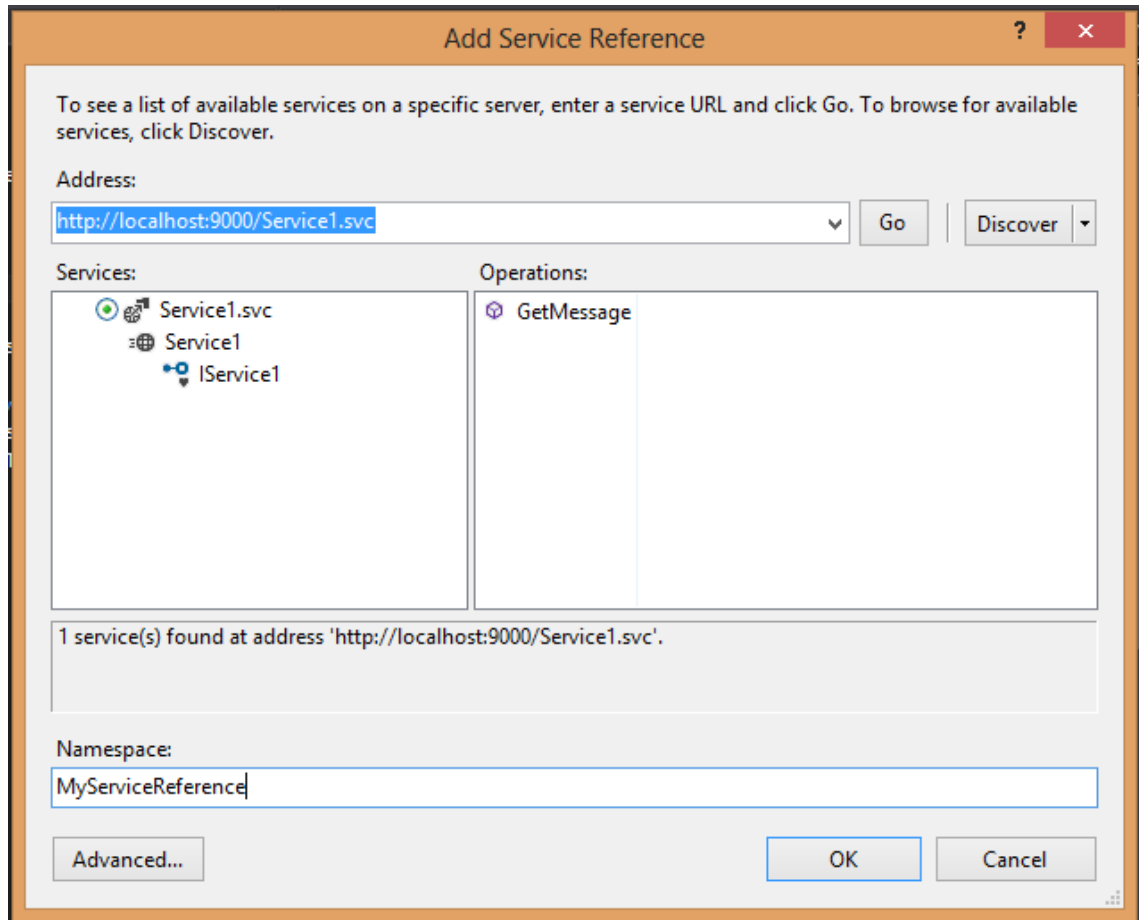 Add Service Reference
?
To see a list of available services on a specific server, enter a service URL and click Go. To browse for available
services, click Discover.
Address:
http://localhost:9000/Service1.svc
Go
Discover
Services:
Operations:
Service1.svc
Service1
IService1
GetMessage
1 service(s) found at address 'http://localhost:9000/Service1.svc'.
Namespace:
MyServiceReference
Advanced...
OK
Cancel